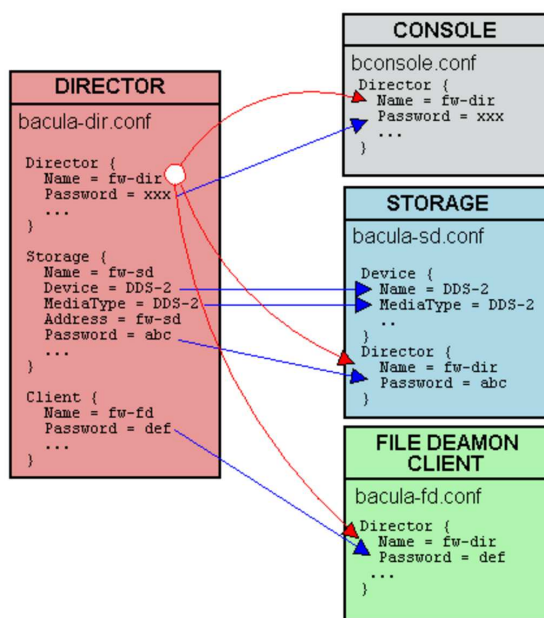 DIRECTOR
bacula-dir.conf
Director {
Name = fw-dir
Password = xxx
...
}
Storage {
Name = fw-sd
Device = DDS-2
MediaType = DDS-2
Address = fw-sd
Password = abc
...
}
Client {
Name = fw-fd
Password = def
...
}
CONSOLE
bconsole.conf
Director {
Name = fw-dir
Password = xxx
...
}
STORAGE
bacula-sd.conf
Device {
Name = DDS-2
MediaType = DDS-2
..
}
Director {
Name = fw-dir
Password = abc
}
FILE DEAMON
CLIENT
bacula-fd.conf
Director {
Name = fw-dir
Password = def
...
}